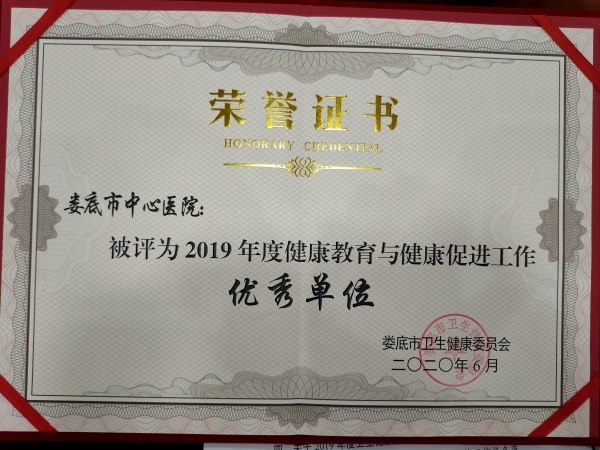 荣誉证书
HONORARY CREDENTIAL
娄底市中心医院：
被评为2019年度健康教育与健康促进工作
优秀单位
娄底市卫生健康委员会
二〇二〇年6月